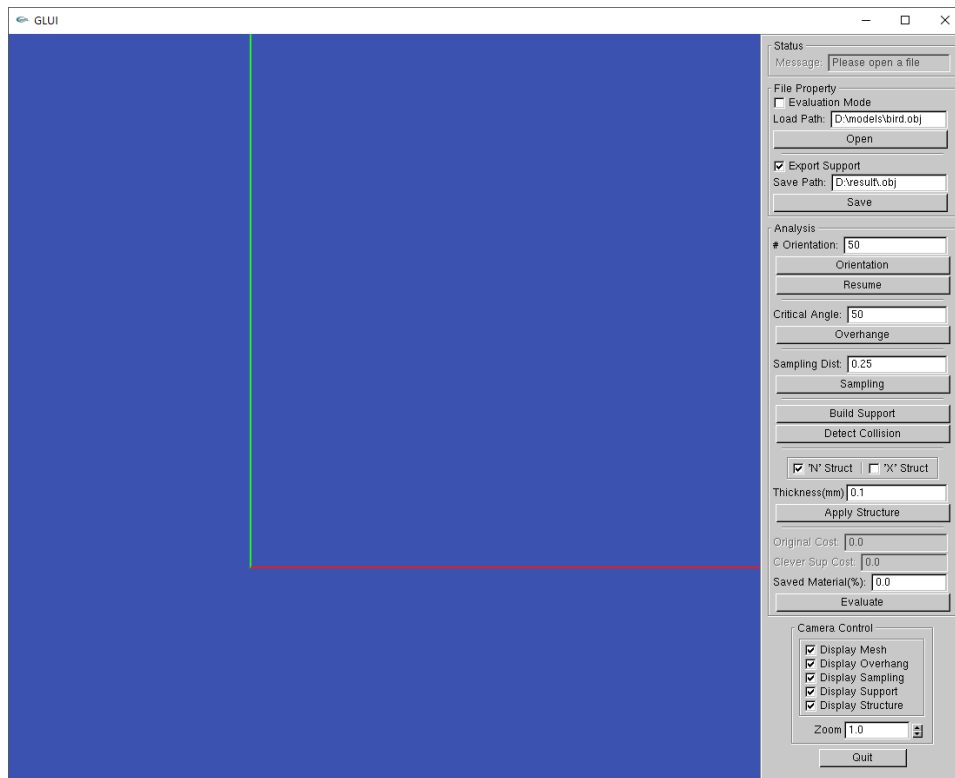 GLUI
Status
Message: Please open a file
File Property
Evaluation Mode
Load Path: D:\models\bird.obj
Open
Export Support
Save Path: D:\result\.obj
Save
Analysis
# Orientation: 50
Orientation
Resume
Critical Angle: 50
Overhange
Sampling Dist: 0.25
Sampling
Build Support
Detect Collision
'N' Struct 'X' Struct
Thickness(mm) 0.1
Apply Structure
Original Cost: 0.0
Clever Sup Cost: 0.0
Saved Material(%): 0.0
Evaluate
Camera Control
Display Mesh
Display Overhang
Display Sampling
Display Support
Display Structure
Zoom 1.0
Quit